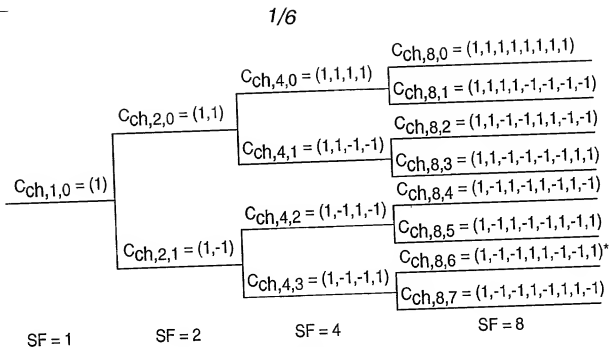 1/6
Cch,8,0 = (1,1,1,1,1,1,1,1)
Cch,4,0 = (1,1,1,1)
Cch,8,1 = (1,1,1,1,-1,-1,-1,-1)
Cch,2,0 = (1,1)
Cch,8,2 = (1,1,-1,-1,1,1,-1,-1)
Cch,4,1 = (1,1,-1,-1)
Cch,8,3 = (1,1,-1,-1,-1,-1,1,1)
Cch,1,0 = (1)
Cch,8,4 = (1,-1,1,-1,1,-1,1,-1)
Cch,4,2 = (1,-1,1,-1)
Cch,8,5 = (1,-1,1,-1,-1,1,-1,1)
Cch,2,1 = (1,-1)
Cch,8,6 = (1,-1,-1,1,1,-1,-1,1)*
Cch,4,3 = (1,-1,-1,1)
Cch,8,7 = (1,-1,-1,1,-1,1,1,-1)
SF = 1
SF = 2
SF = 4
SF = 8